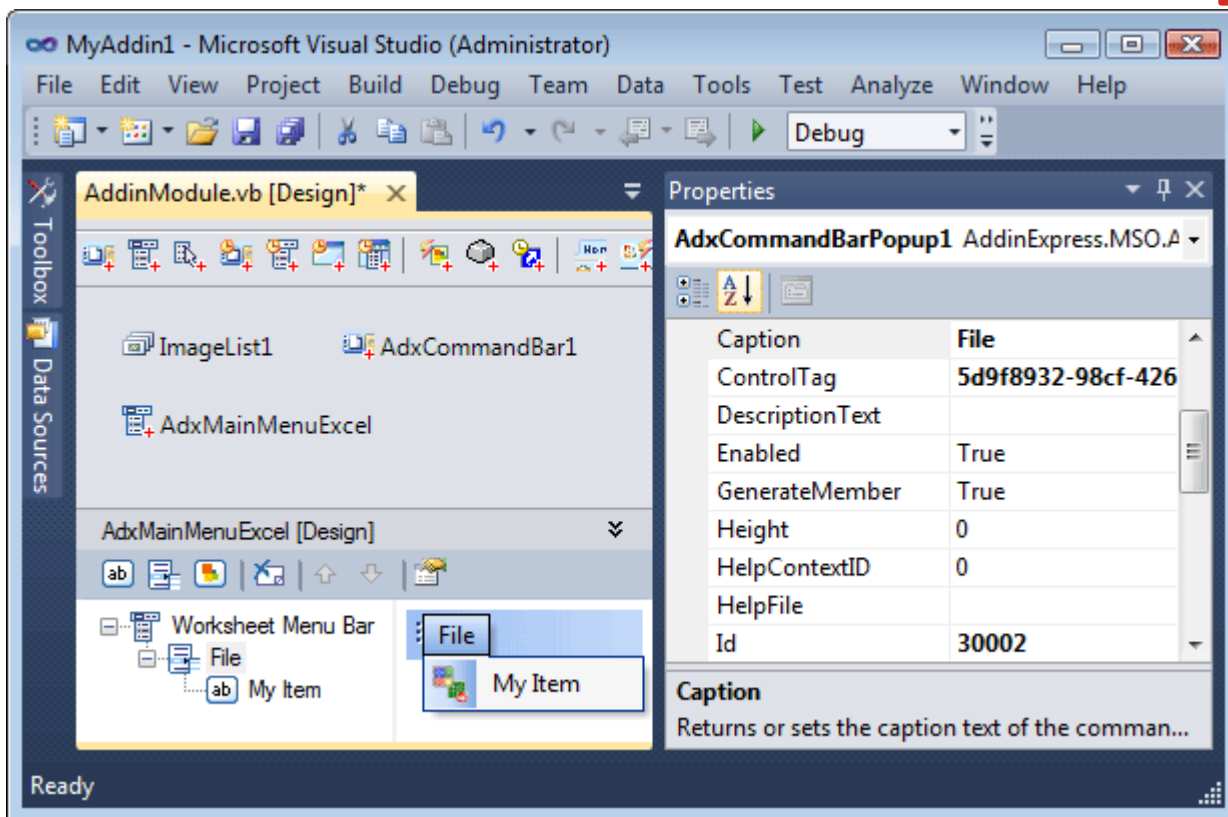 MyAddin1 - Microsoft Visual Studio (Administrator)
File Edit View Project Build Debug Team Data Tools Test Analyze Window Help
Debug
Toolbox
Data Sources
AddinModule.vb [Design]*
ImageList1
AdxCommandBar1
AdxMainMenuExcel
AdxMainMenuExcel [Design]
ab
Worksheet Menu Bar
File
ab My Item
File
My Item
Properties
AdxCommandBarPopup1 AddinExpress.MSO.A
A
Z
Caption File
ControlTag 5d9f8932-98cf-426
DescriptionText
Enabled True
GenerateMember True
Height 0
HelpContextID 0
HelpFile
Id 30002
Caption
Returns or sets the caption text of the comman...
Ready